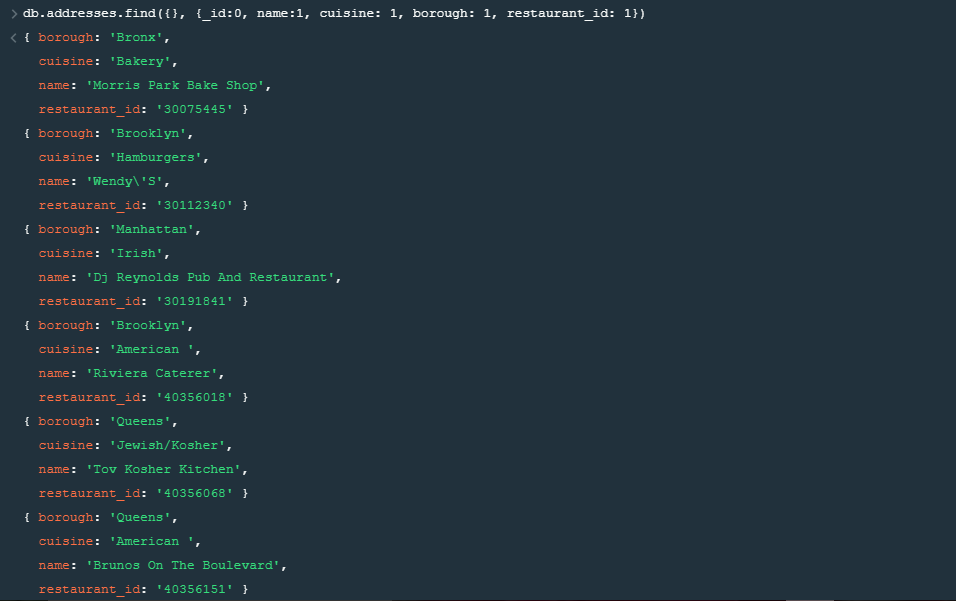 > db.addresses.find({}, {_id:0, name:1, cuisine: 1, borough: 1, restaurant_id: 1})
< { borough: 'Bronx',
cuisine: 'Bakery',
name: 'Morris Park Bake Shop',
restaurant_id: '30075445' }
{ borough: 'Brooklyn',
cuisine: 'Hamburgers',
name: 'Wendy\'S',
restaurant_id: '30112340' }
{ borough: 'Manhattan',
cuisine: 'Irish',
name: 'Dj Reynolds Pub And Restaurant',
restaurant_id: '30191841' }
{ borough: 'Brooklyn',
cuisine: 'American ',
name: 'Riviera Caterer',
restaurant_id: '40356018' }
{ borough: 'Queens',
cuisine: 'Jewish/Kosher',
name: 'Tov Kosher Kitchen',
restaurant_id: '40356068' }
{ borough: 'Queens',
cuisine: 'American ',
name: 'Brunos On The Boulevard',
restaurant_id: '40356151' }